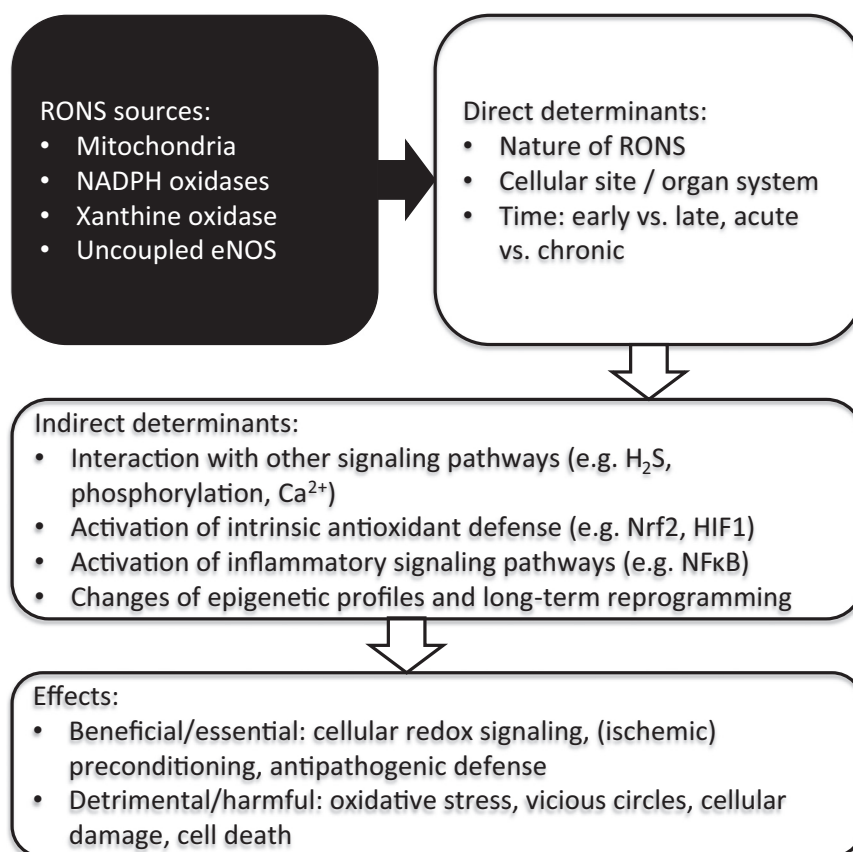 RONS sources:
• Mitochondria
• NADPH oxidases
• Xanthine oxidase
• Uncoupled eNOS
Direct determinants:
• Nature of RONS
• Cellular site / organ system
• Time: early vs. late, acute
vs. chronic
Indirect determinants:
• Interaction with other signaling pathways (e.g. H₂S,
phosphorylation, Ca²⁺)
• Activation of intrinsic antioxidant defense (e.g. Nrf2, HIF1)
• Activation of inflammatory signaling pathways (e.g. NFκB)
• Changes of epigenetic profiles and long-term reprogramming
Effects:
• Beneficial/essential: cellular redox signaling, (ischemic)
preconditioning, antipathogenic defense
• Detrimental/harmful: oxidative stress, vicious circles, cellular
damage, cell death